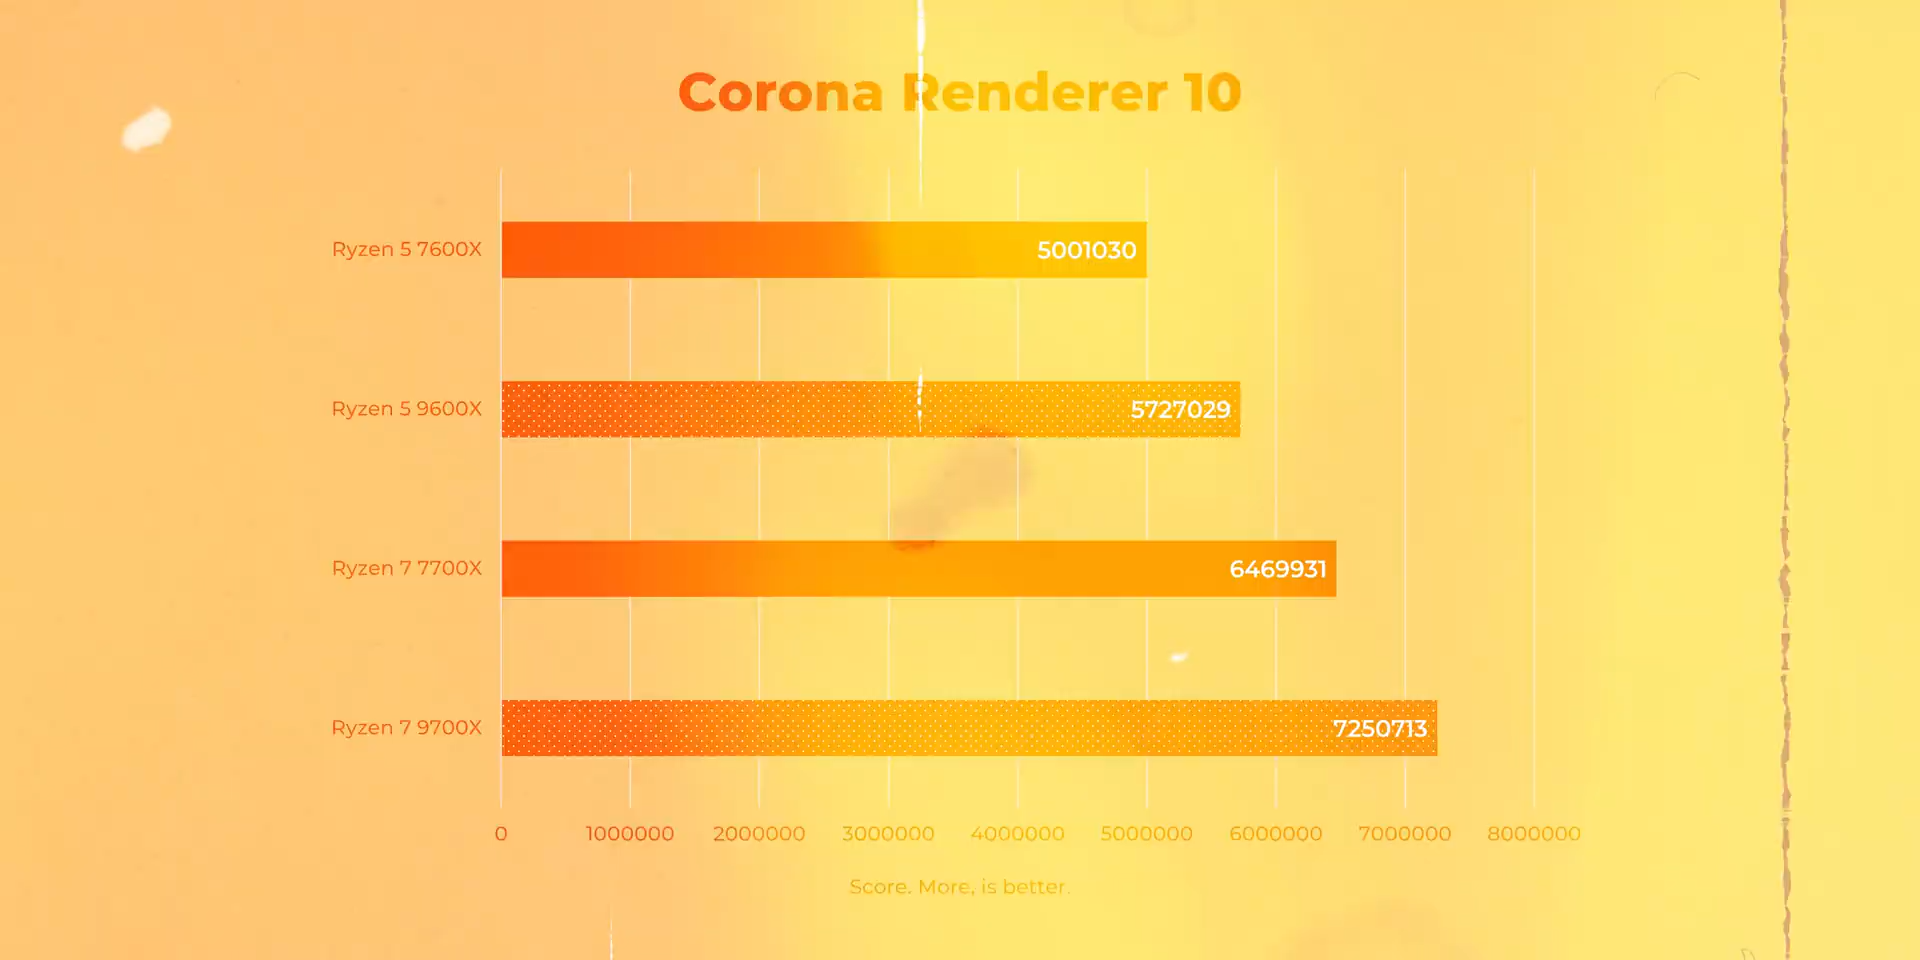 Corona Renderer 10
Ryzen 5 7600X
5001030
Ryzen 5 9600X
5727029
Ryzen 7 7700X
6469931
Ryzen 7 9700X
7250713
0 1000000 2000000 3000000 4000000 5000000 6000000 7000000 8000000
Score. More, is better.